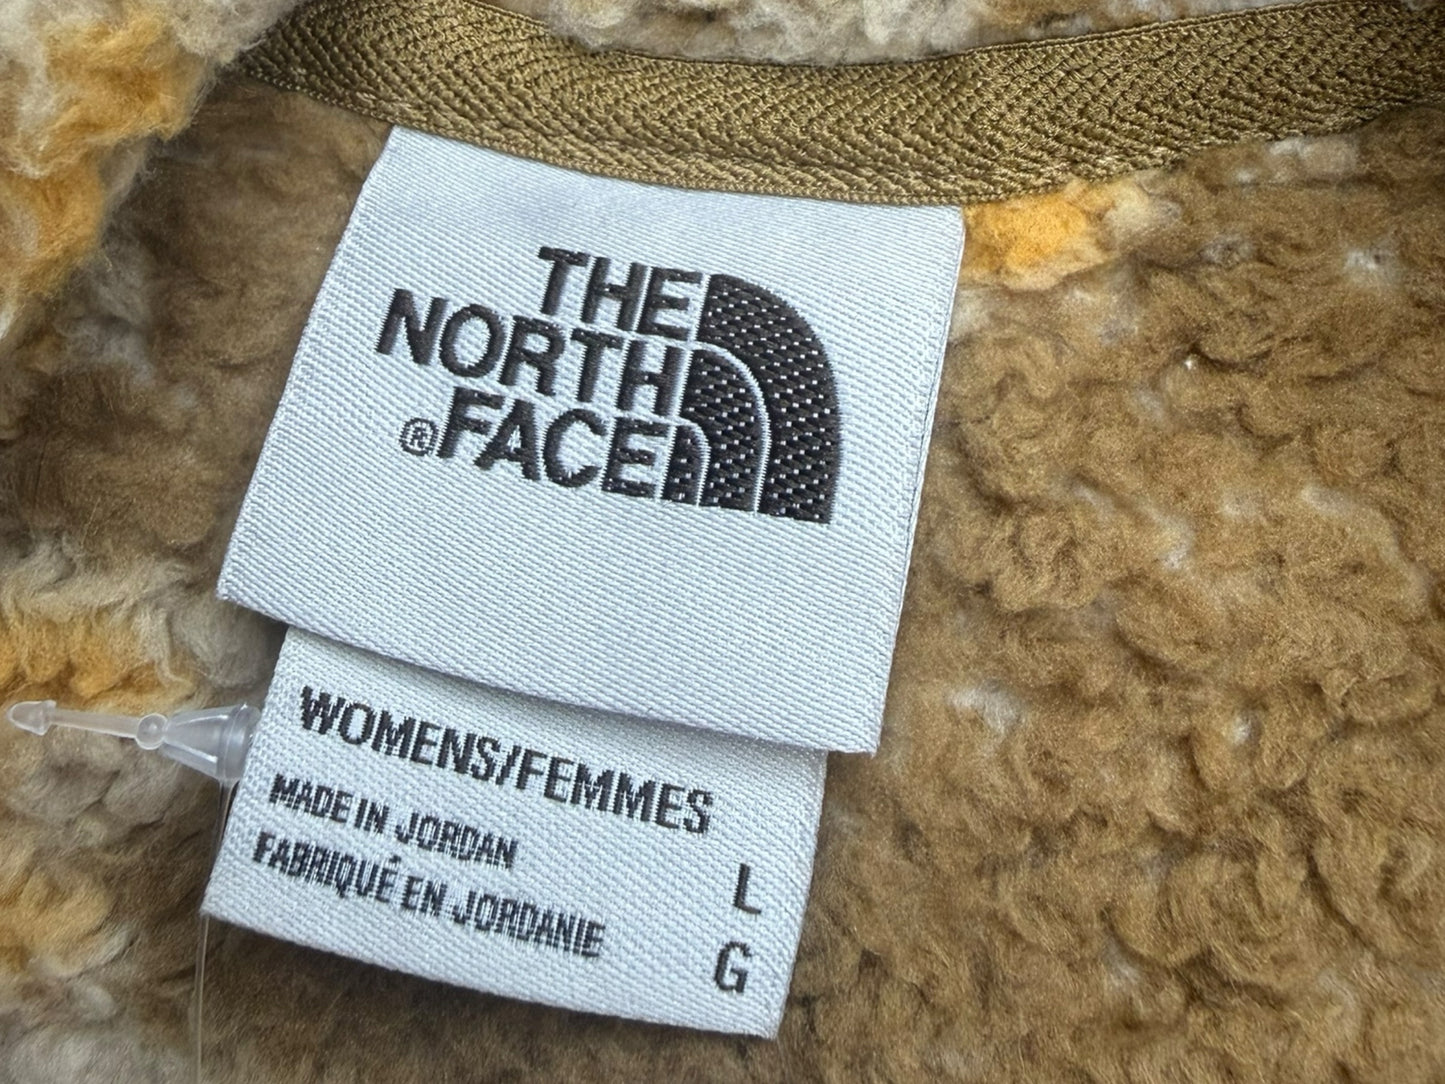 THE
NORTH
®FACE
WOMENS/FEMMES
MADE IN JORDAN
FABRIQUÉ EN JORDANIE
L
G